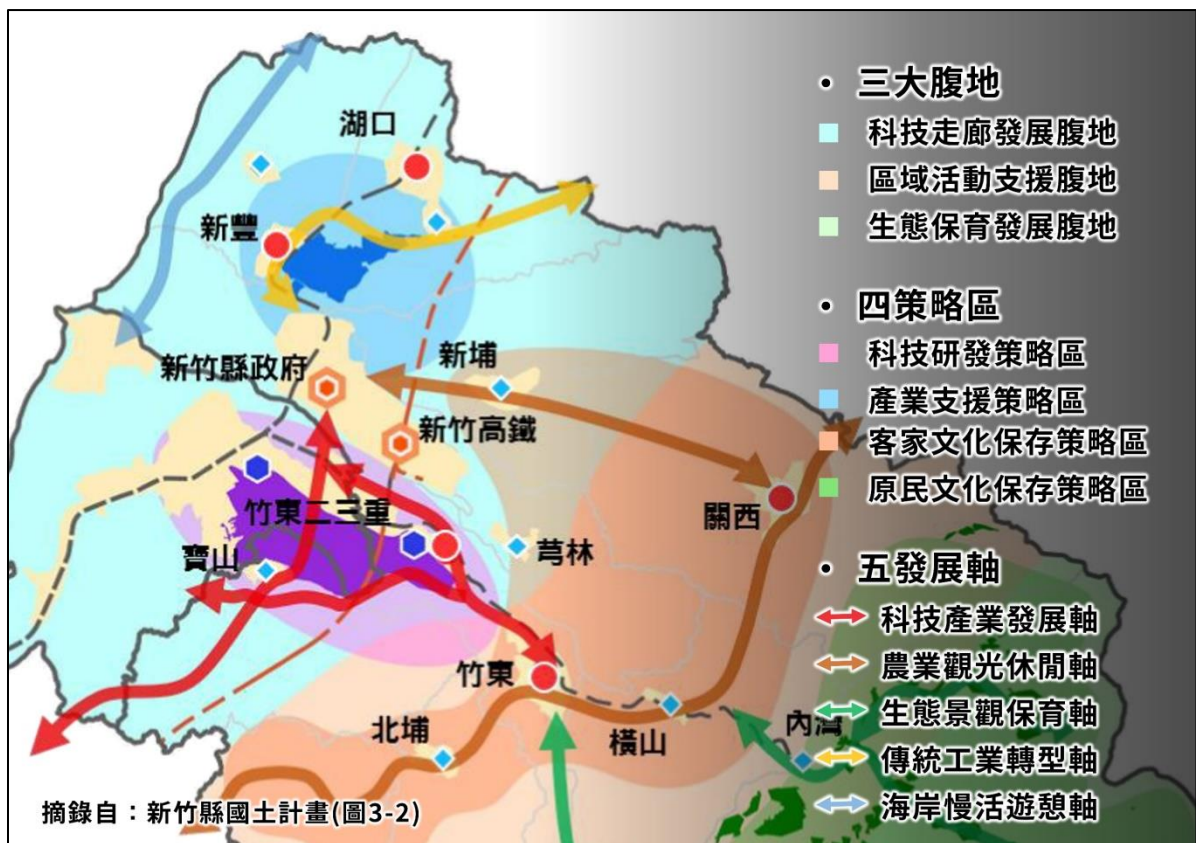 湖口
新豐
新竹縣政府
新埔
新竹高鐵
竹東二三重
寶山
芎林
關西
竹東
北埔
橫山
內灣
摘錄自：新竹縣國土計畫(圖3-2)
• 三大腹地
科技走廊發展腹地
區域活動支援腹地
生態保育發展腹地
• 四策略區
科技研發策略區
產業支援策略區
客家文化保存策略區
原民文化保存策略區
• 五發展軸
科技產業發展軸
農業觀光休閒軸
生態景觀保育軸
傳統工業轉型軸
海岸慢活遊憩軸